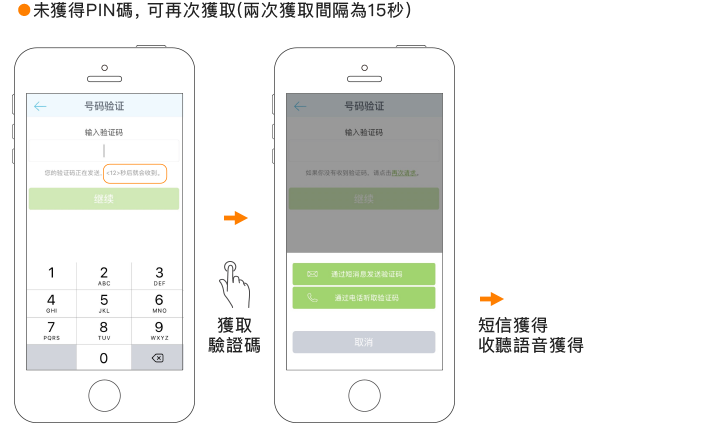 未獲得PIN碼, 可再次獲取(兩次獲取間隔為15秒)
号码验证
输入验证码
您的验证码正在发送, <12>秒后就会收到。
继续
1 2 3
ABC DEF
4 5 6
GHI JKL MNO
7 8 9
PQRS TUV WXYZ
0
獲取
驗證碼
号码验证
输入验证码
如果你没有收到验证码, 请点击再次请求。
继续
通过短消息发送验证码
通过电话听取验证码
取消
短信獲得
收聽語音獲得